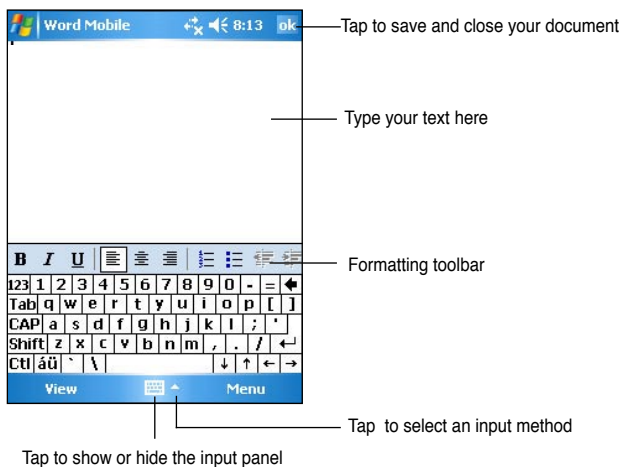 Word Mobile 8:13 ok
Tap to save and close your document
Type your text here
B I U
Formatting toolbar
123 1 2 3 4 5 6 7 8 9 0 - =
Tab q w e r t y u i o p [ ]
CAP a s d f g h j k l ; '
Shift z x c v b n m , . /
Ctl áü ` \
View Menu
Tap to select an input method
Tap to show or hide the input panel